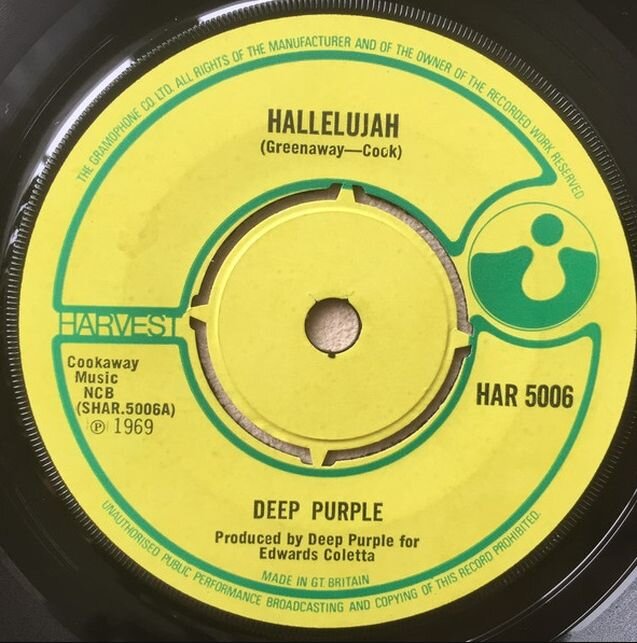 THE GRAMOPHONE CO. LTD. ALL RIGHTS OF THE MANUFACTURER AND OF THE OWNER OF THE RECORDED WORK RESERVED
HALLELUJAH
(Greenaway—Cook)
HARVEST
Cookaway
Music
NCB
(SHAR.5006A)
Ⓟ 1969
HAR 5006
DEEP PURPLE
Produced by Deep Purple for
Edwards Coletta
MADE IN GT. BRITAIN
UNAUTHORISED PUBLIC PERFORMANCE BROADCASTING AND COPYING OF THIS RECORD PROHIBITED.